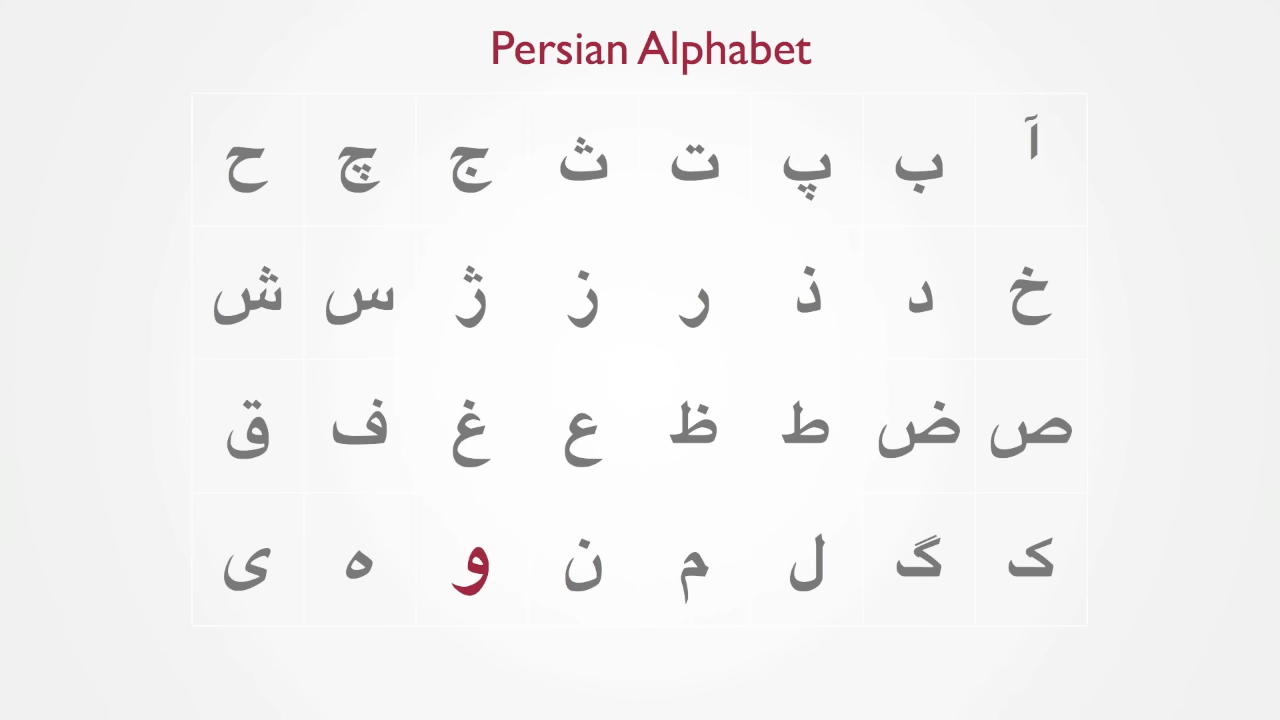 Persian Alphabet
آ ب پ ت ث ج چ ح
خ د ذ ر ز ژ س ش
ص ض ط ظ ع غ ف ق
ک گ ل م ن و ه ی